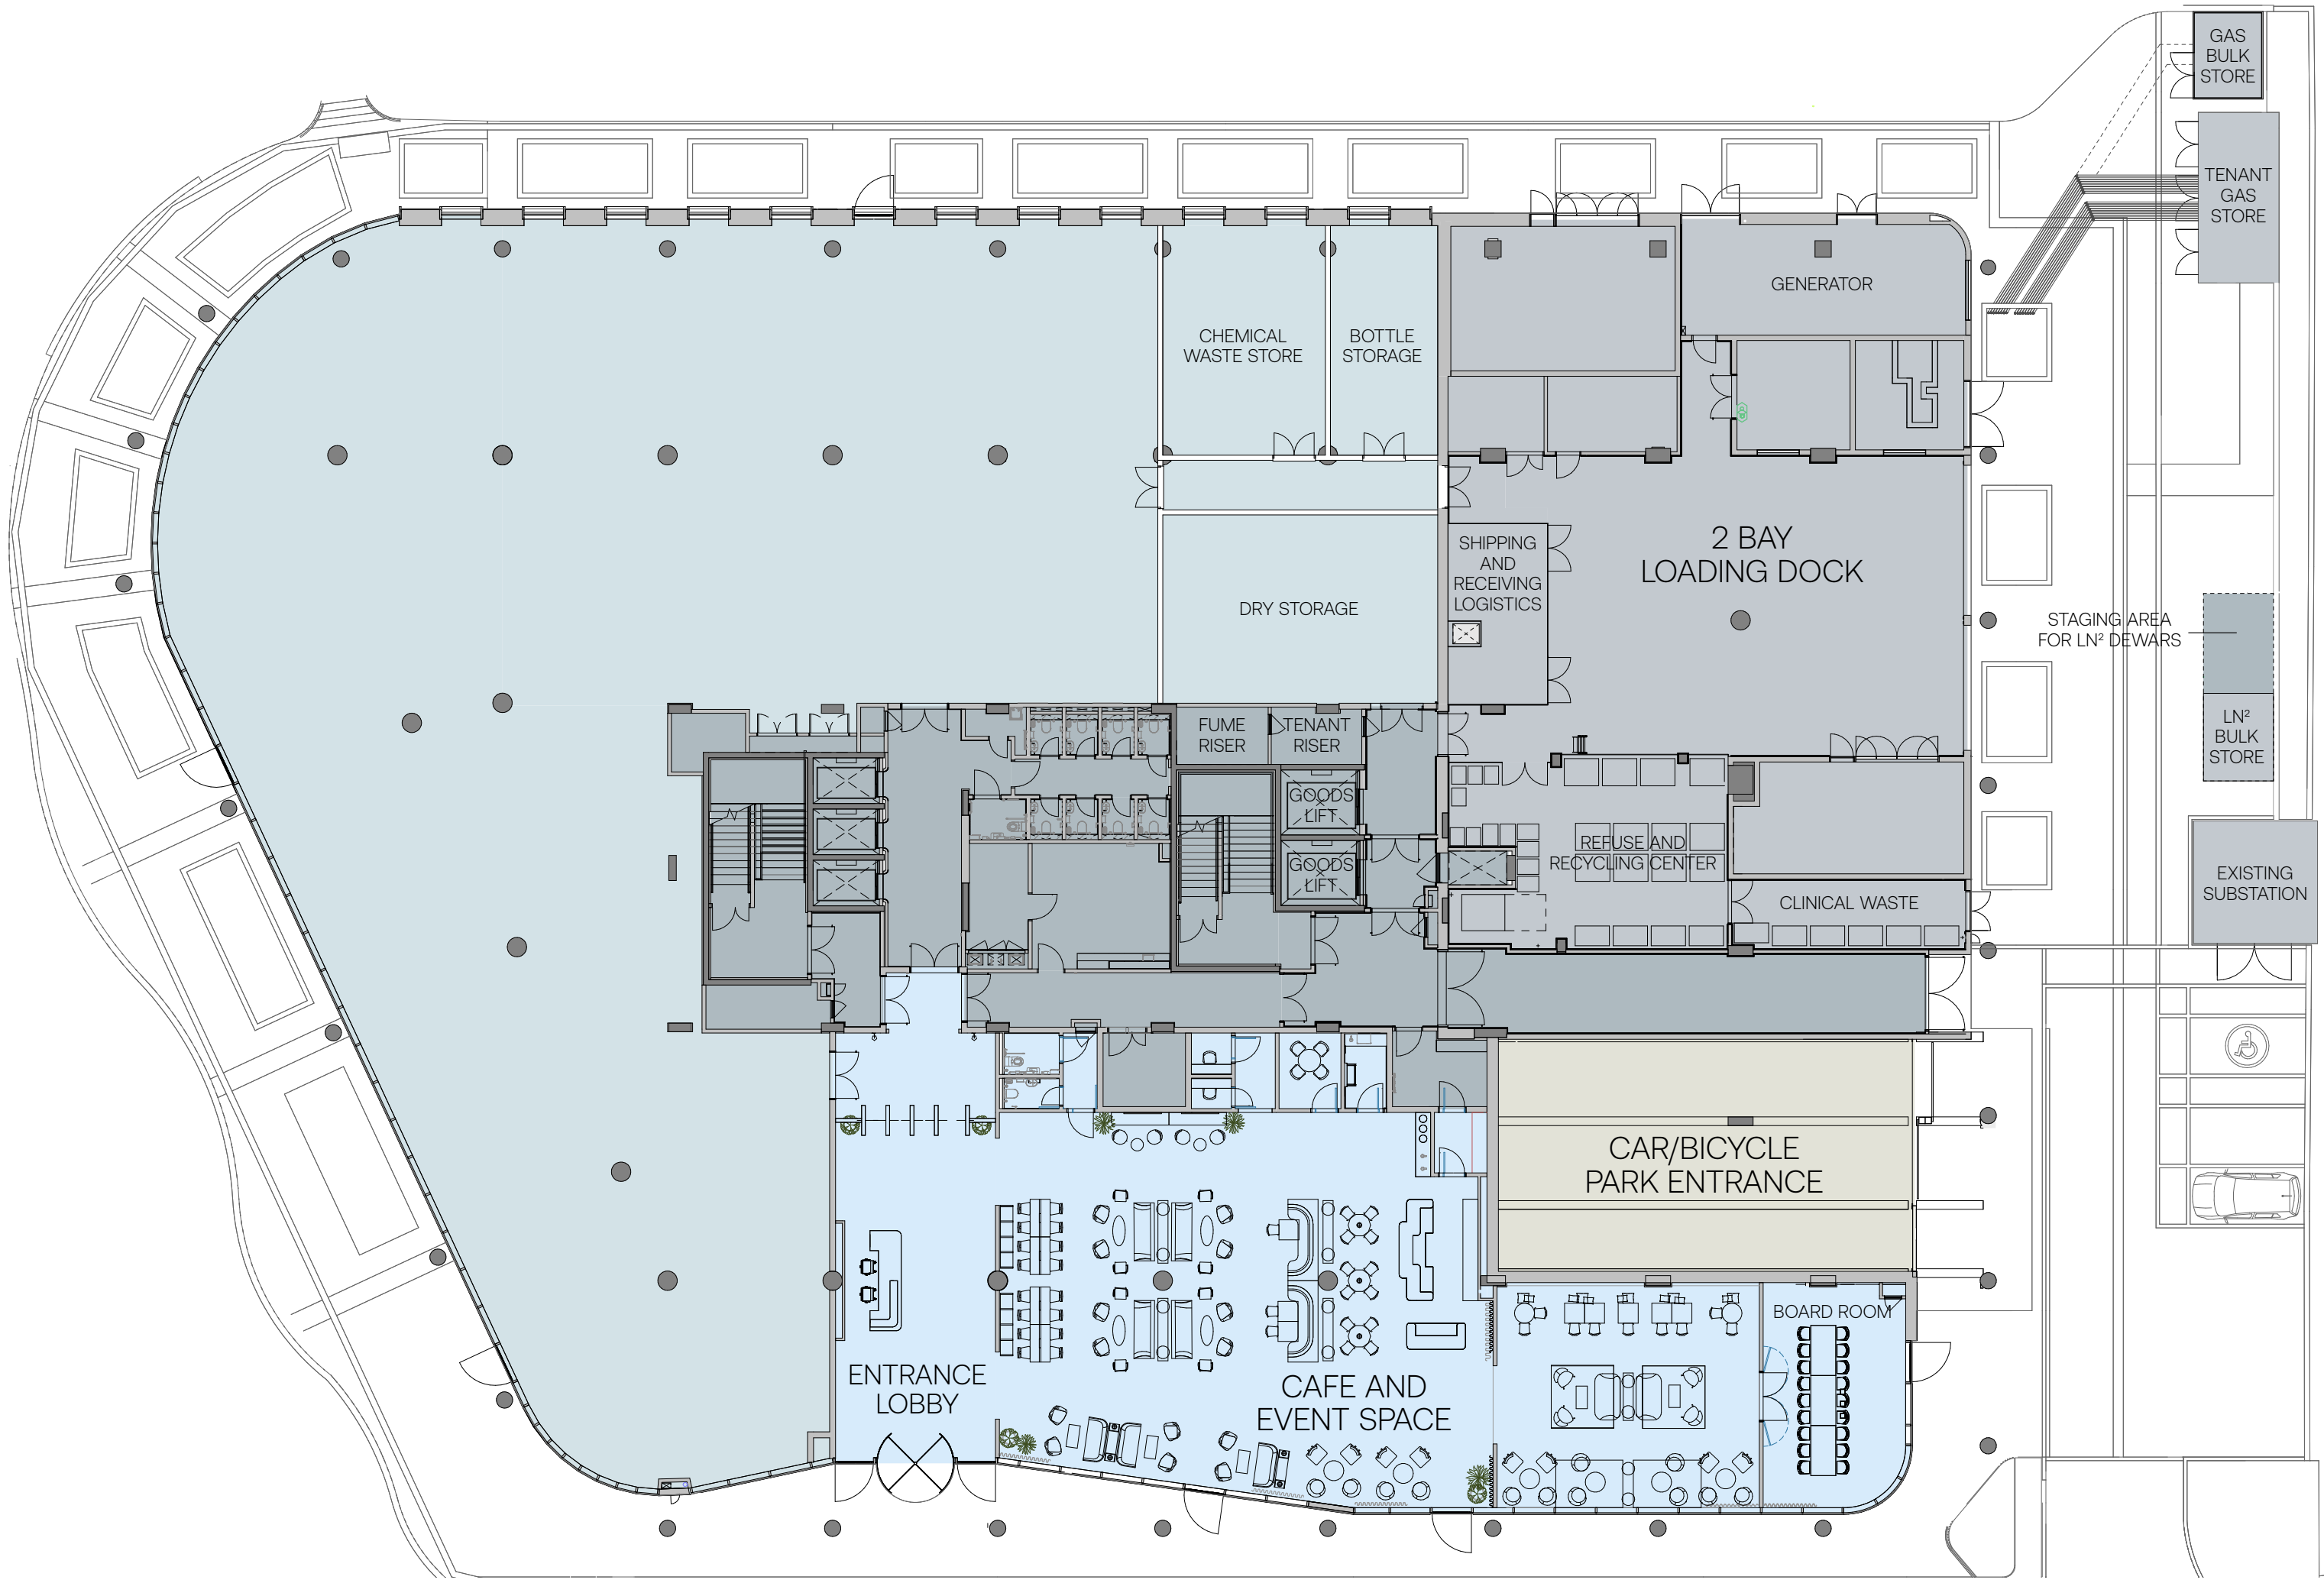 GAS
BULK
STORE
TENANT
GAS
STORE
GENERATOR
CHEMICAL
WASTE STORE
BOTTLE
STORAGE
2 BAY
LOADING DOCK
SHIPPING
AND
RECEIVING
LOGISTICS
DRY STORAGE
STAGING AREA
FOR LN² DEWARS
LN²
BULK
STORE
FUME
RISER
TENANT
RISER
GOODS
LIFT
GOODS
LIFT
REFUSE AND
RECYCLING CENTER
CLINICAL WASTE
EXISTING
SUBSTATION
CAR/BICYCLE
PARK ENTRANCE
BOARD ROOM
ENTRANCE
LOBBY
CAFE AND
EVENT SPACE